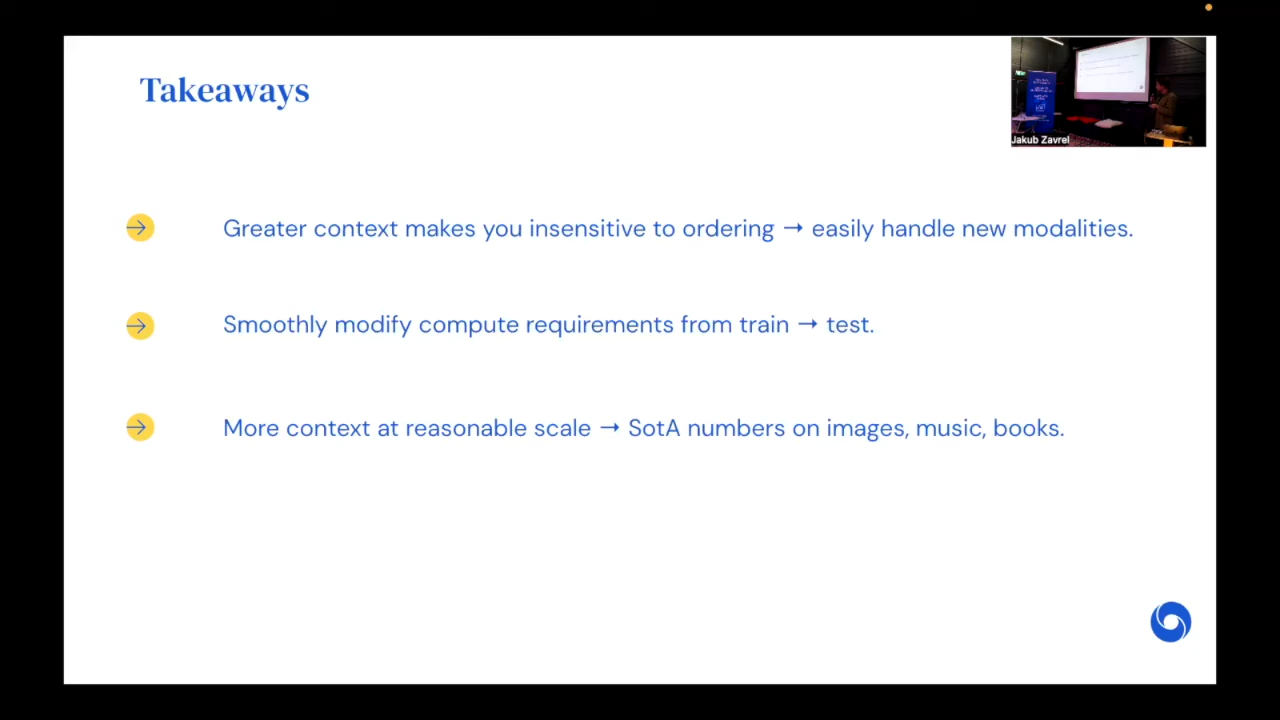 Takeaways
Jakub Zavrel
Greater context makes you insensitive to ordering → easily handle new modalities.
Smoothly modify compute requirements from train → test.
More context at reasonable scale → SotA numbers on images, music, books.